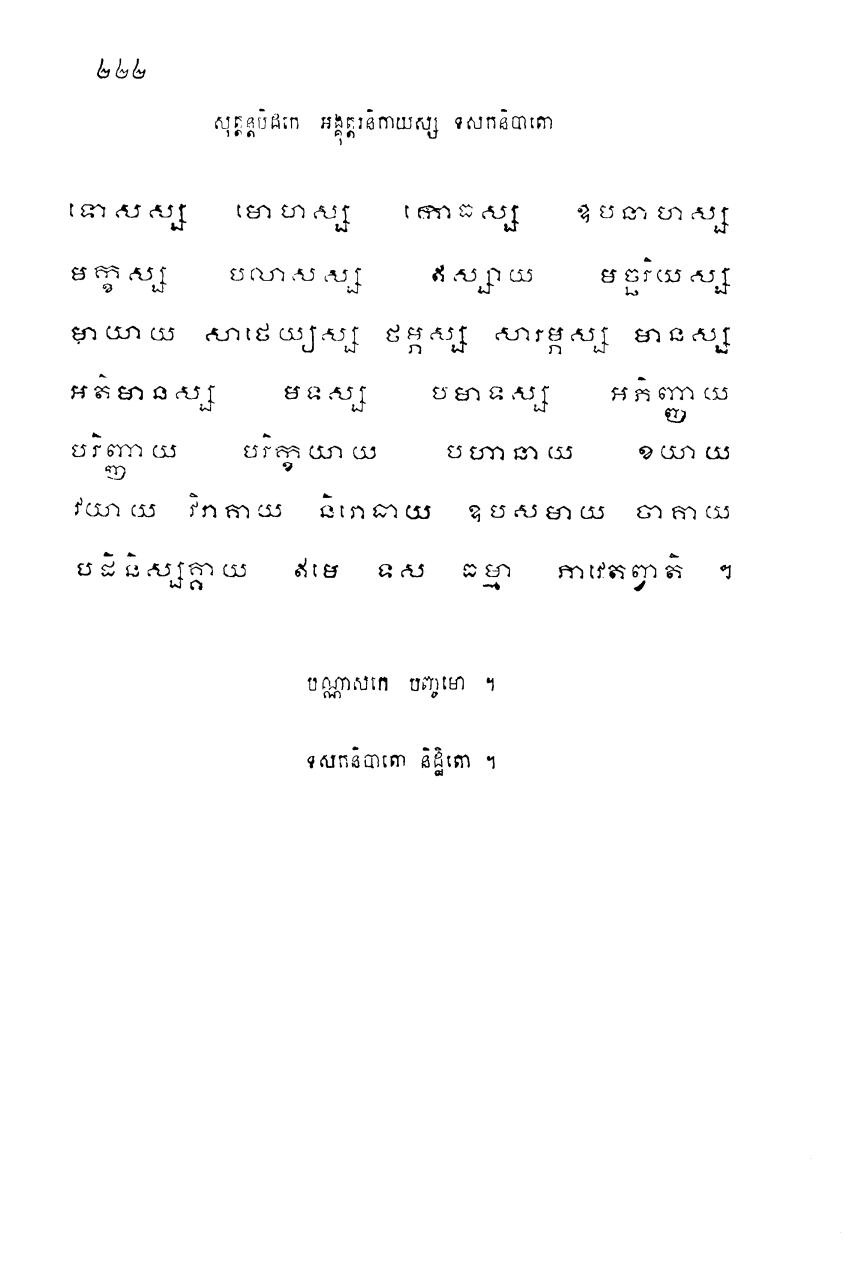 ២២២
សុត្តន្តបិដកេ អង្គុត្តរនិកាយស្ស ទសកនិបាតោ
ទោសស្ស មោហស្ស កោធស្ស ឧបនាហស្ស
មក្ខស្ស បលាសស្ស ឥស្សាយ មច្ឆរិយស្ស
មាយាយ សាឋេយ្យស្ស ថម្ភស្ស សារម្ភស្ស មានស្ស
អតិមានស្ស មទស្ស បមាទស្ស អភិញ្ញាយ
បរិញ្ញាយ បរិក្ខយាយ បហានាយ ខយាយ
វយាយ វិរាគាយ និរោធាយ ឧបសមាយ ចាគាយ
បដិនិស្សគ្គាយ ឥមេ ទស ធម្មា ភាវេតព្វាតិ ។
បណ្ណាសកោ បញ្ចមោ ។
ទសកនិបាតោ និដ្ឋិតោ ។